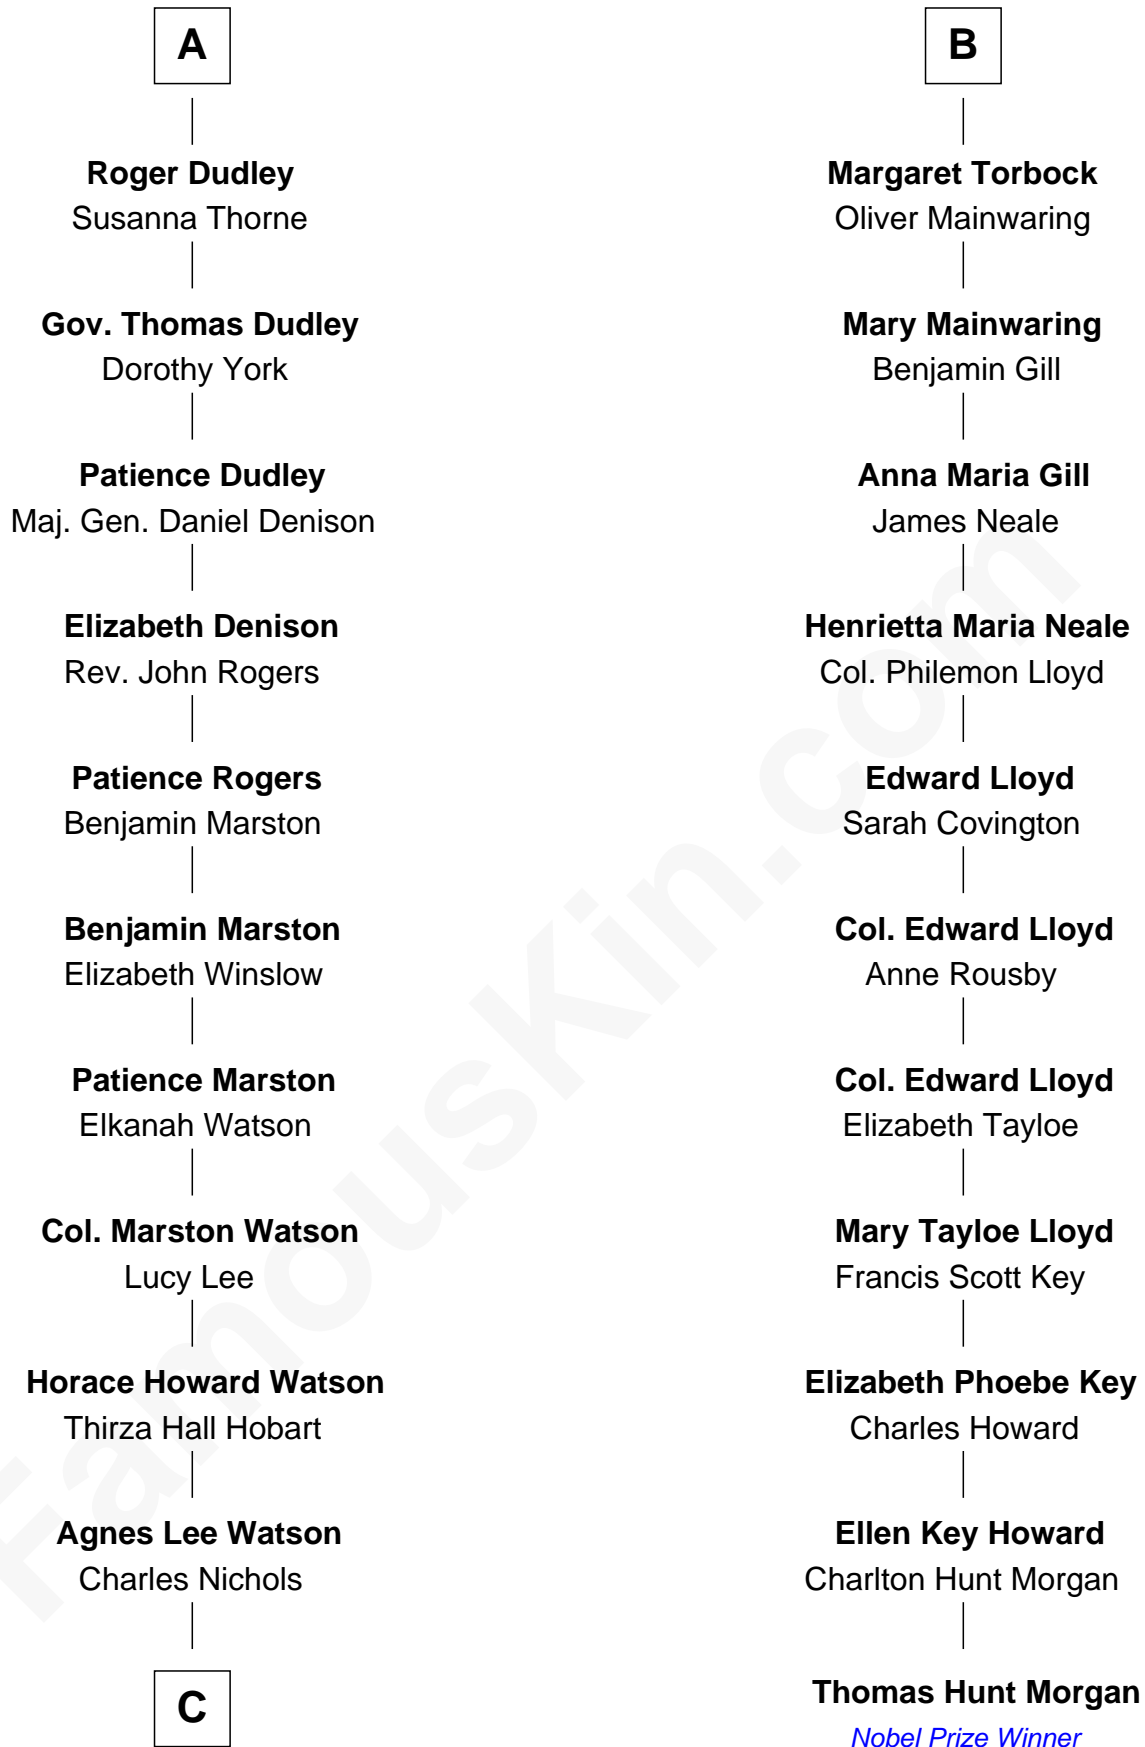 A
Roger Dudley
Susanna Thorne
Gov. Thomas Dudley
Dorothy York
Patience Dudley
Maj. Gen. Daniel Denison
Elizabeth Denison
Rev. John Rogers
Patience Rogers
Benjamin Marston
Benjamin Marston
Elizabeth Winslow
Patience Marston
Elkanah Watson
Col. Marston Watson
Lucy Lee
Horace Howard Watson
Thirza Hall Hobart
Agnes Lee Watson
Charles Nichols
C
B
Margaret Torbock
Oliver Mainwaring
Mary Mainwaring
Benjamin Gill
Anna Maria Gill
James Neale
Henrietta Maria Neale
Col. Philemon Lloyd
Edward Lloyd
Sarah Covington
Col. Edward Lloyd
Anne Rousby
Col. Edward Lloyd
Elizabeth Tayloe
Mary Tayloe Lloyd
Francis Scott Key
Elizabeth Phoebe Key
Charles Howard
Ellen Key Howard
Charlton Hunt Morgan
Thomas Hunt Morgan
Nobel Prize Winner
FamousKin.com